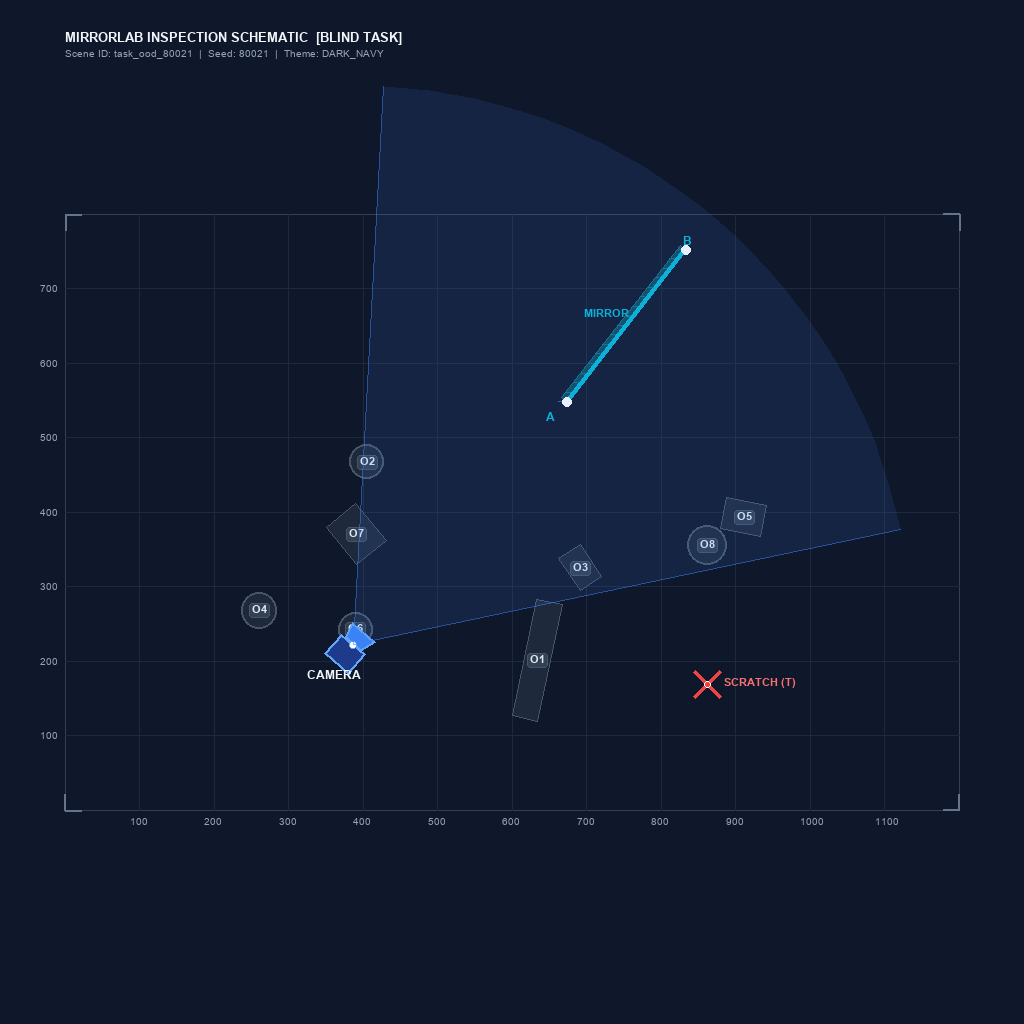 MIRRORLAB INSPECTION SCHEMATIC [BLIND TASK]
Scene ID: task_ood_80021 | Seed: 80021 | Theme: DARK_NAVY
B
700
MIRROR
600
A
500
O2
400
O5
O7
O8
O3
300
O4
O6
200
O1
CAMERA
SCRATCH (T)
100
100 200 300 400 500 600 700 800 900 1000 1100